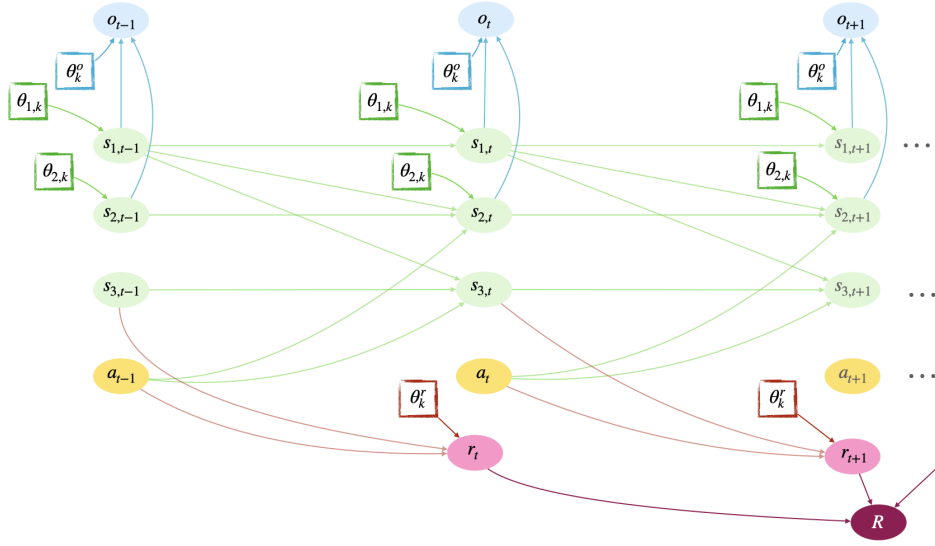 o_{t−1} o_t o_{t+1}
θ_k^o θ_k^o θ_k^o
θ_{1,k} θ_{1,k} θ_{1,k}
s_{1,t−1} s_{1,t} s_{1,t+1} ...
θ_{2,k} θ_{2,k} θ_{2,k}
s_{2,t−1} s_{2,t} s_{2,t+1}
s_{3,t−1} s_{3,t} s_{3,t+1} ...
a_{t−1} a_t a_{t+1} ...
θ_k^r θ_k^r
r_t r_{t+1}
R